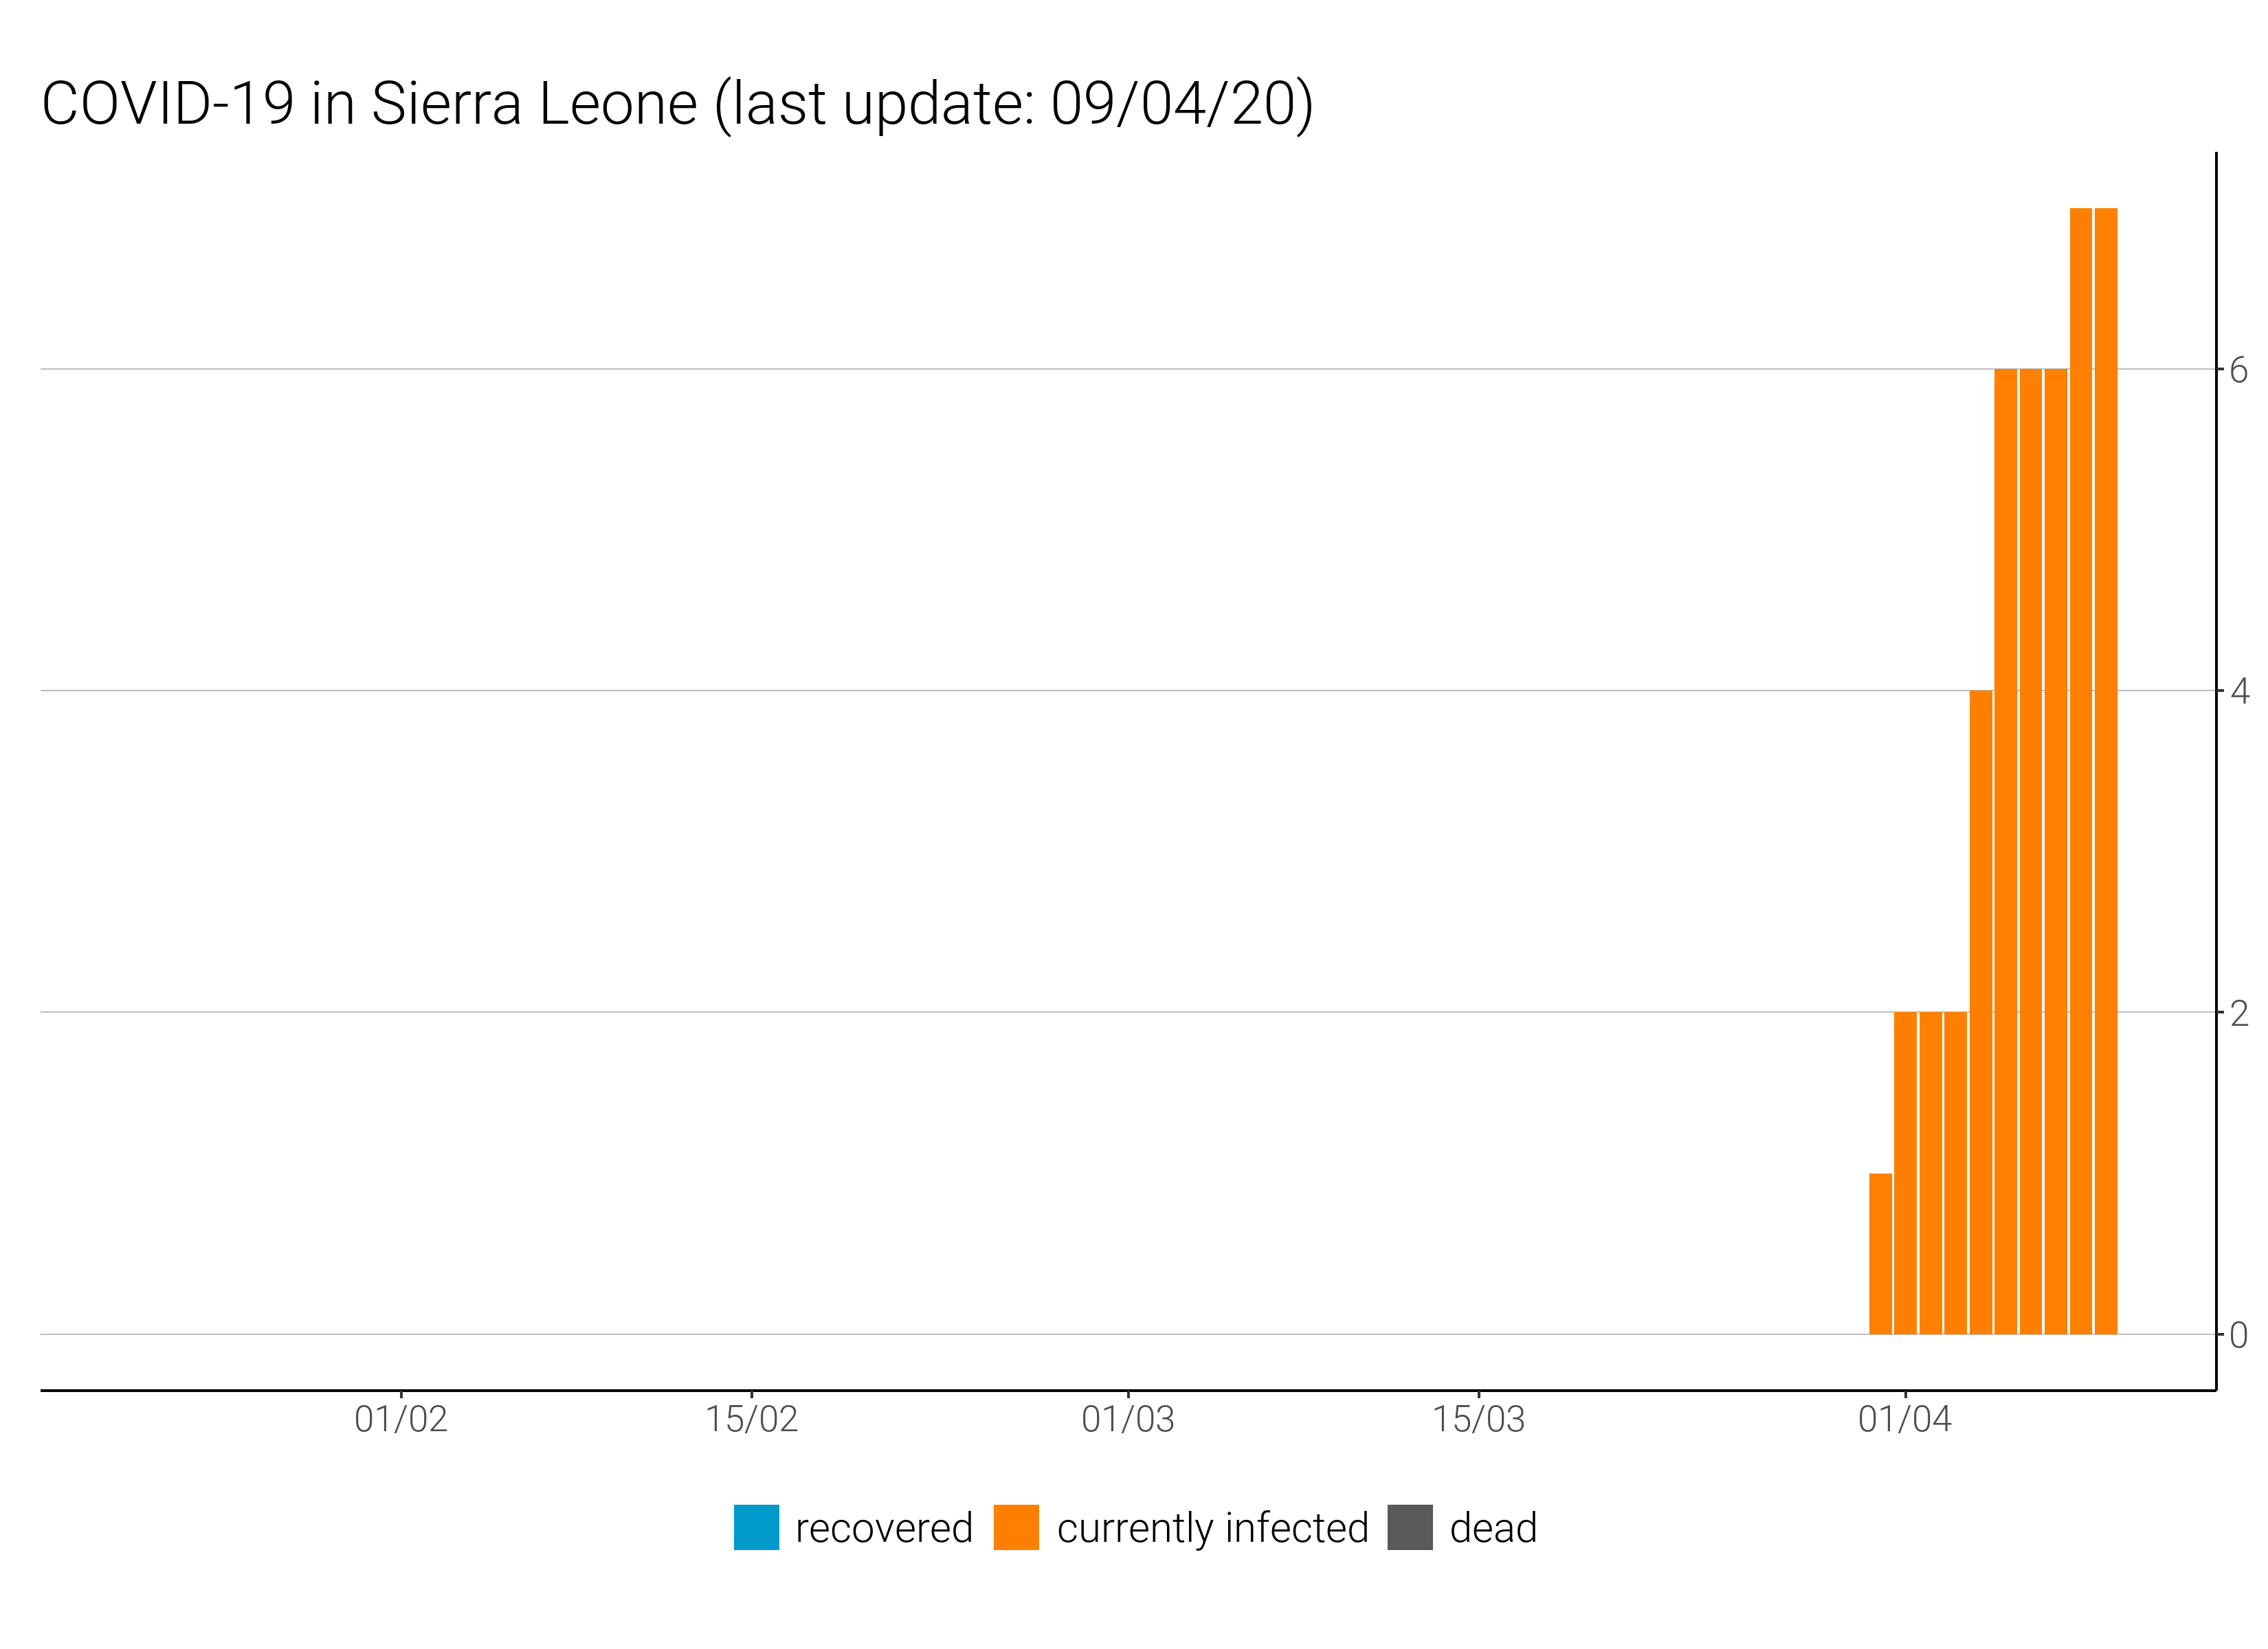 COVID-19 in Sierra Leone (last update: 09/04/20)
6
4
2
0
01/02 15/02 01/03 15/03 01/04
recovered currently infected dead